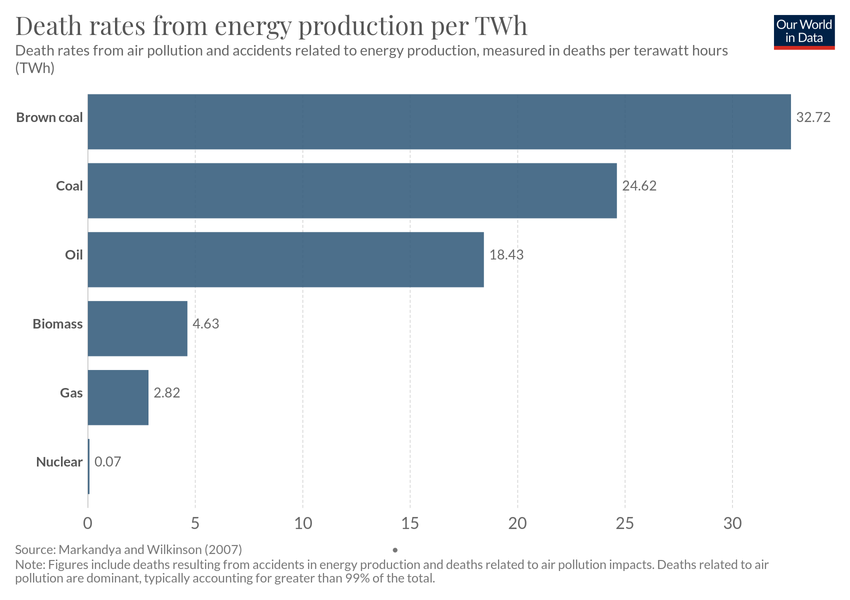 Death rates from energy production per TWh
Our World
in Data
Death rates from air pollution and accidents related to energy production, measured in deaths per terawatt hours
(TWh)
Brown coal 32.72
Coal 24.62
Oil 18.43
Biomass 4.63
Gas 2.82
Nuclear 0.07
0 5 10 15 20 25 30
Source: Markandya and Wilkinson (2007) •
Note: Figures include deaths resulting from accidents in energy production and deaths related to air pollution impacts. Deaths related to air
pollution are dominant, typically accounting for greater than 99% of the total.